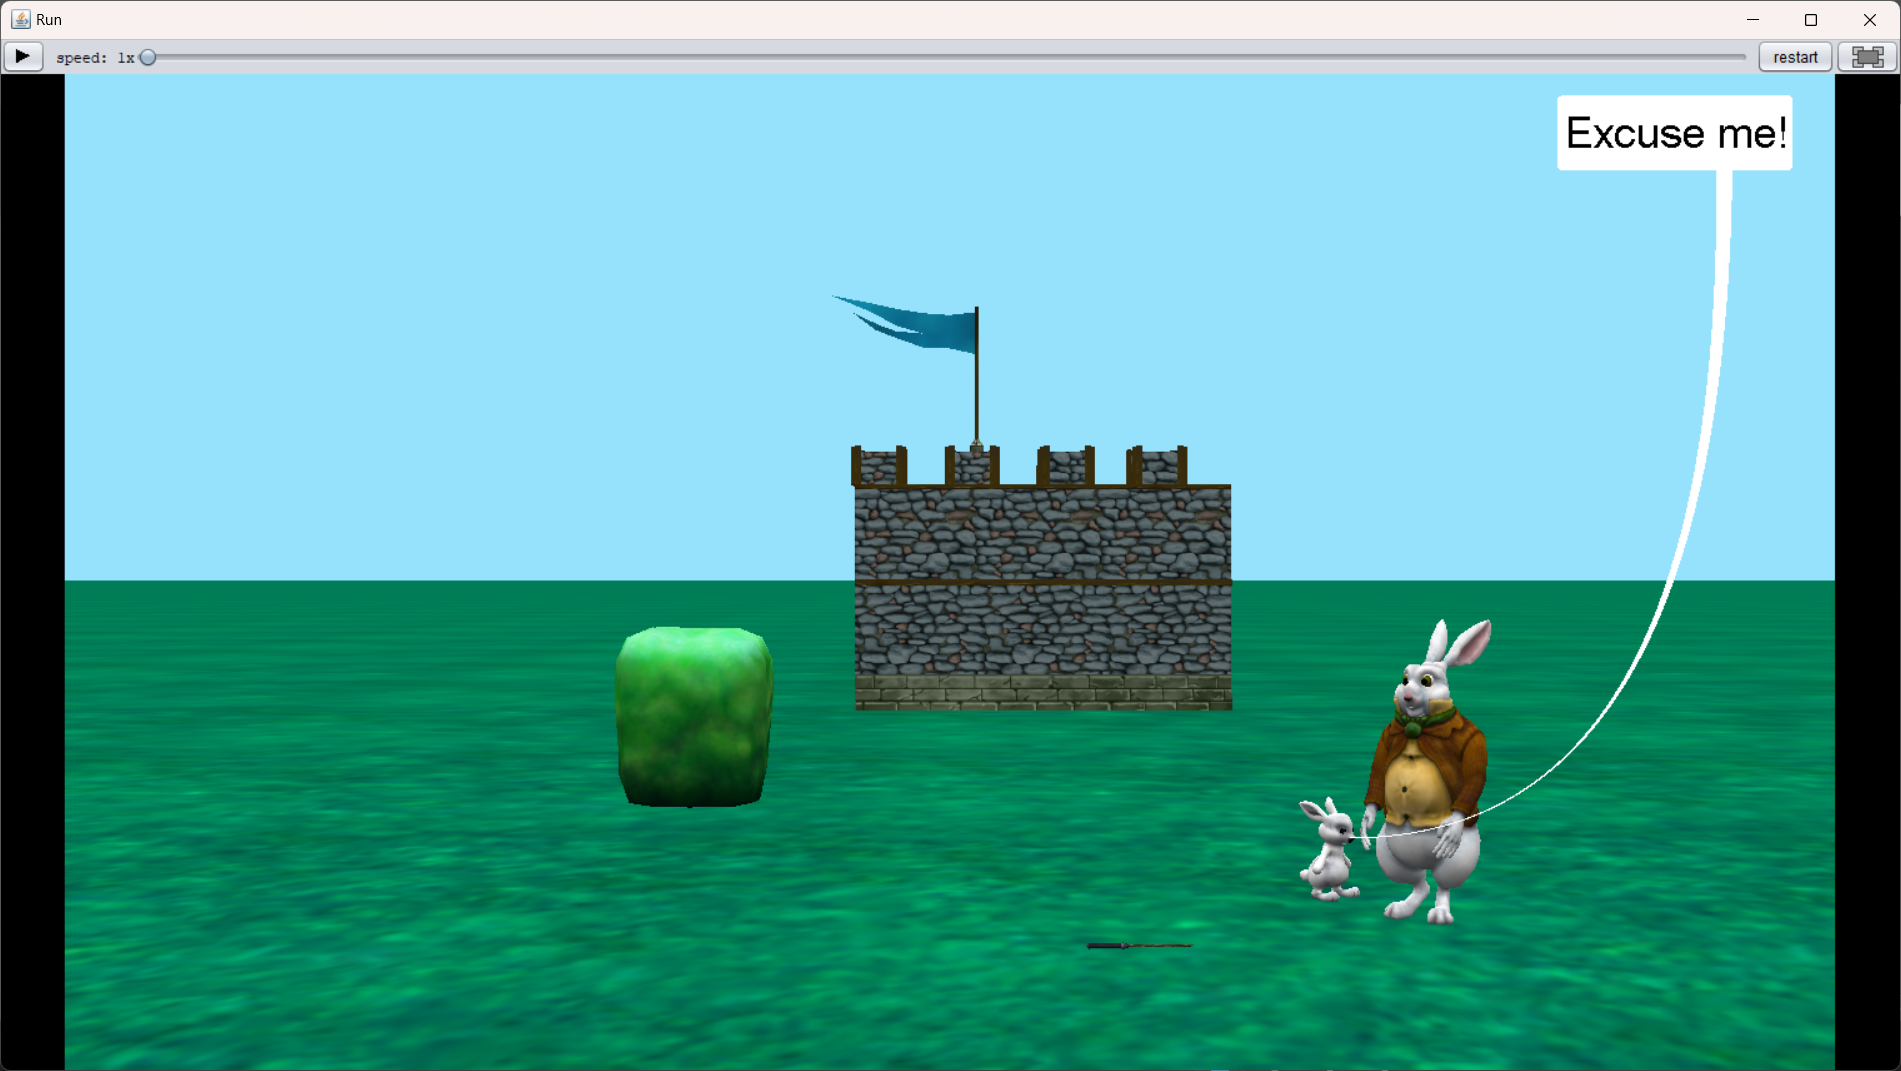 Run
speed: 1x
restart
Excuse me!